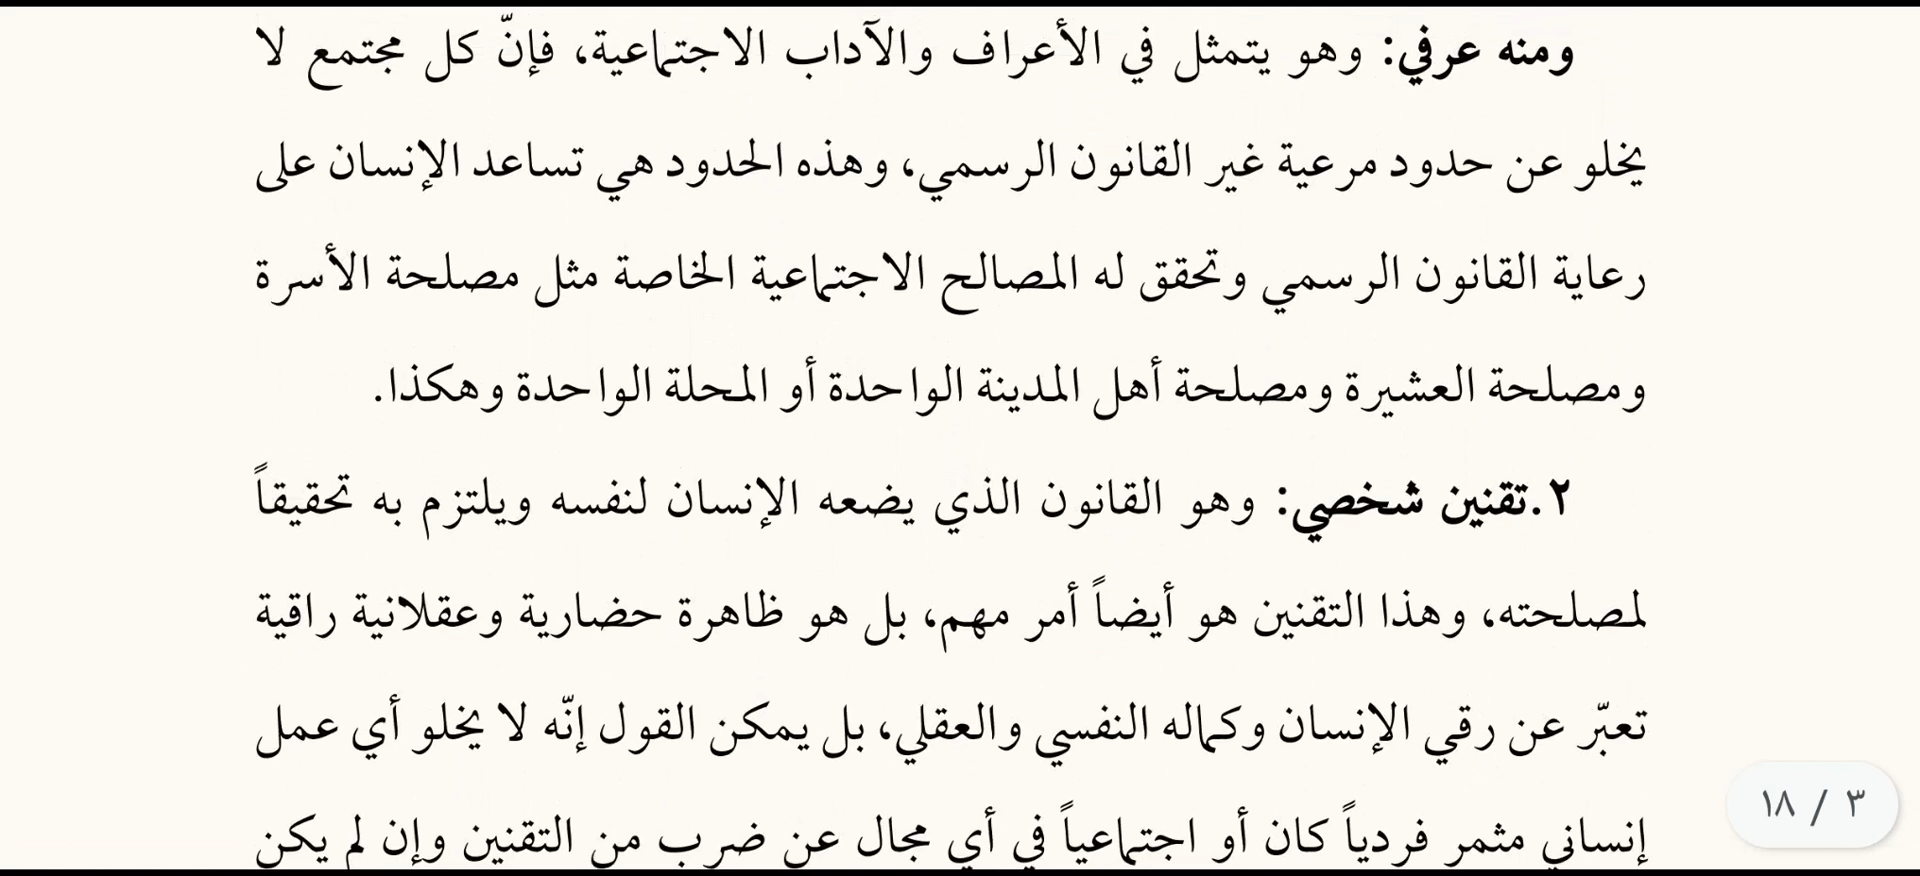 ومنه عرفي: وهو يتمثل في الأعراف والآداب الاجتماعية، فإنّ كل مجتمع لا
يخلو عن حدود مرعية غير القانون الرسمي، وهذه الحدود هي تساعد الإنسان على
رعاية القانون الرسمي وتحقق له المصالح الاجتماعية الخاصة مثل مصلحة الأسرة
ومصلحة العشيرة ومصلحة أهل المدينة الواحدة أو المحلة الواحدة وهكذا.
٢.تقنين شخصي: وهو القانون الذي يضعه الإنسان لنفسه ويلتزم به تحقيقاً
لمصلحته، وهذا التقنين هو أيضاً أمر مهم، بل هو ظاهرة حضارية وعقلانية راقية
تعبّر عن رقي الإنسان وكماله النفسي والعقلي، بل يمكن القول إنّه لا يخلو أي عمل
إنساني مثمر فردياً كان أو اجتماعياً في أي مجال عن ضرب من التقنين وإن لم يكن
٣ / ١٨